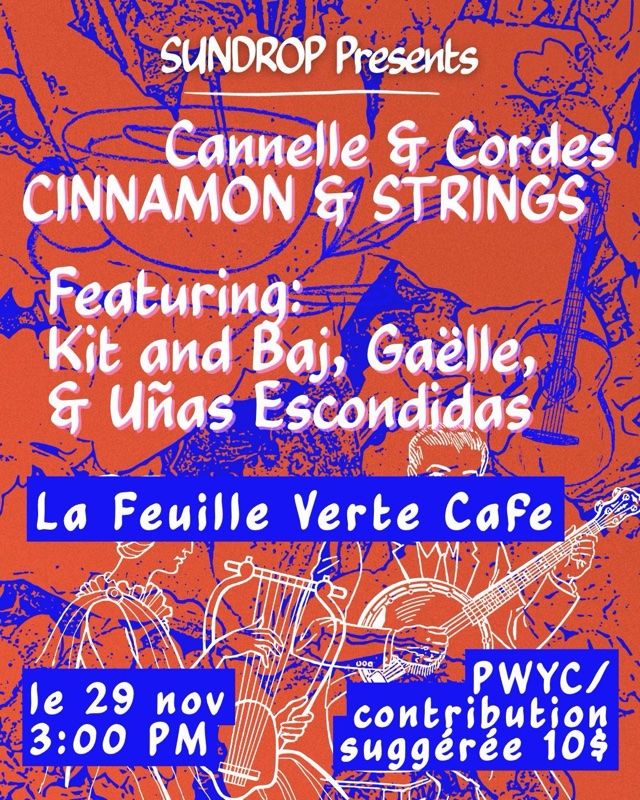 SUNDROP Presents
Cannelle & Cordes
CINNAMON & STRINGS
Featuring:
Kit and Baj, Gaëlle,
& Uñas Escondidas
La Feuille Verte Cafe
le 29 nov
3:00 PM
PWYC/
contribution
suggérée 10$